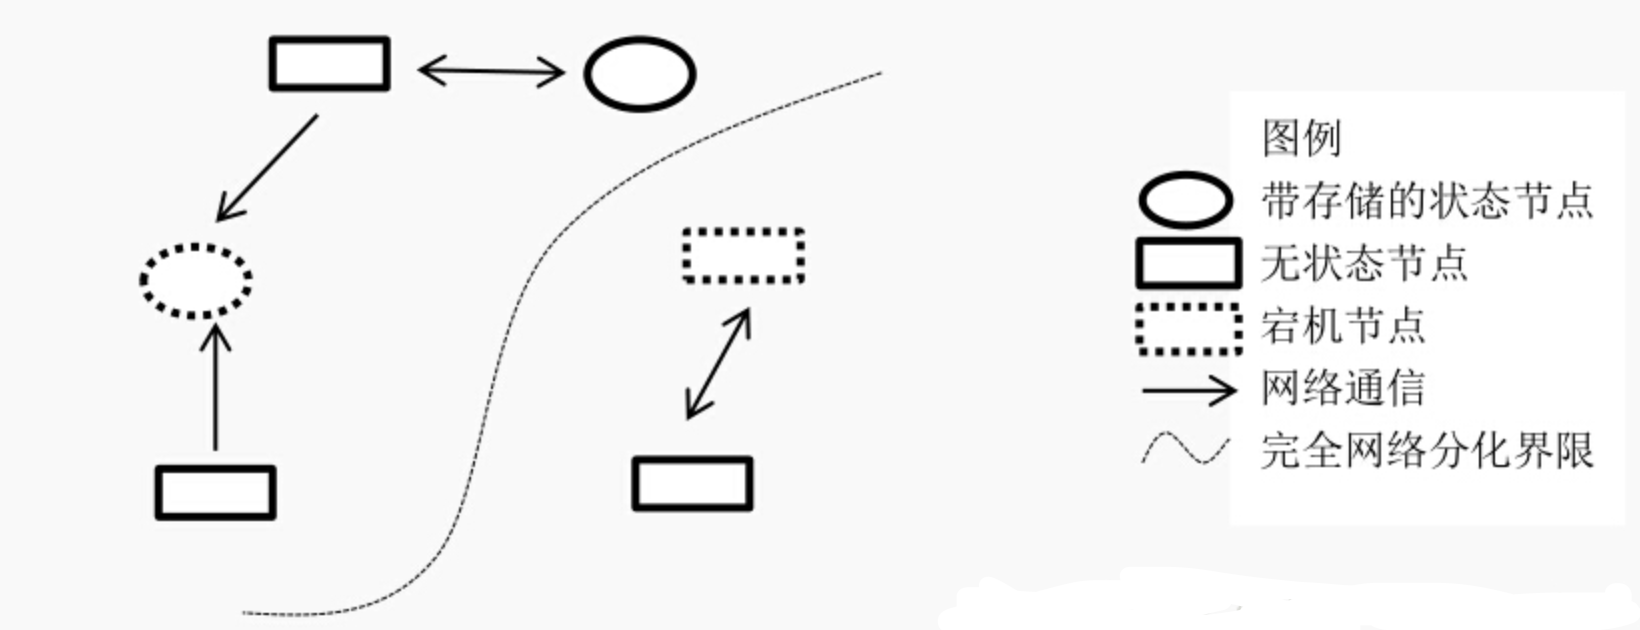 图例
带存储的状态节点
无状态节点
宕机节点
网络通信
完全网络分化界限